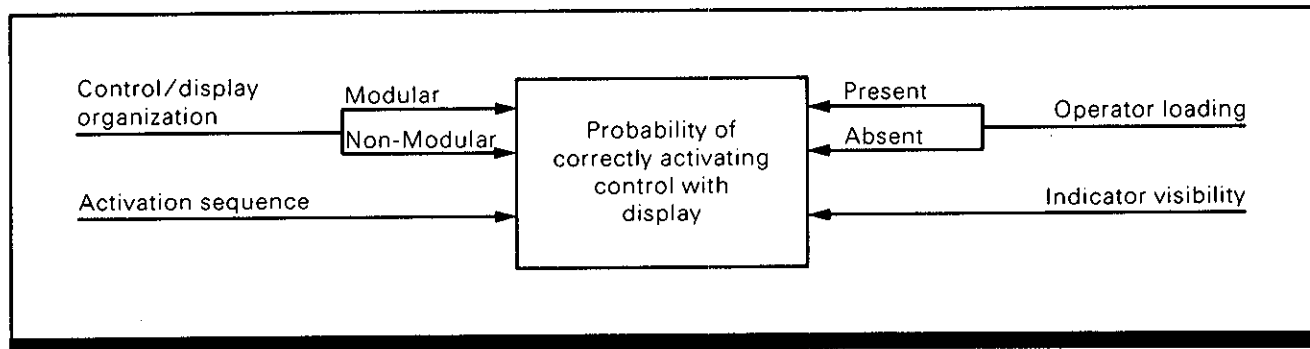 Control/display
organization
Modular
Non-Modular
Activation sequence
Probability of
correctly activating
control with
display
Present
Absent
Operator loading
Indicator visibility